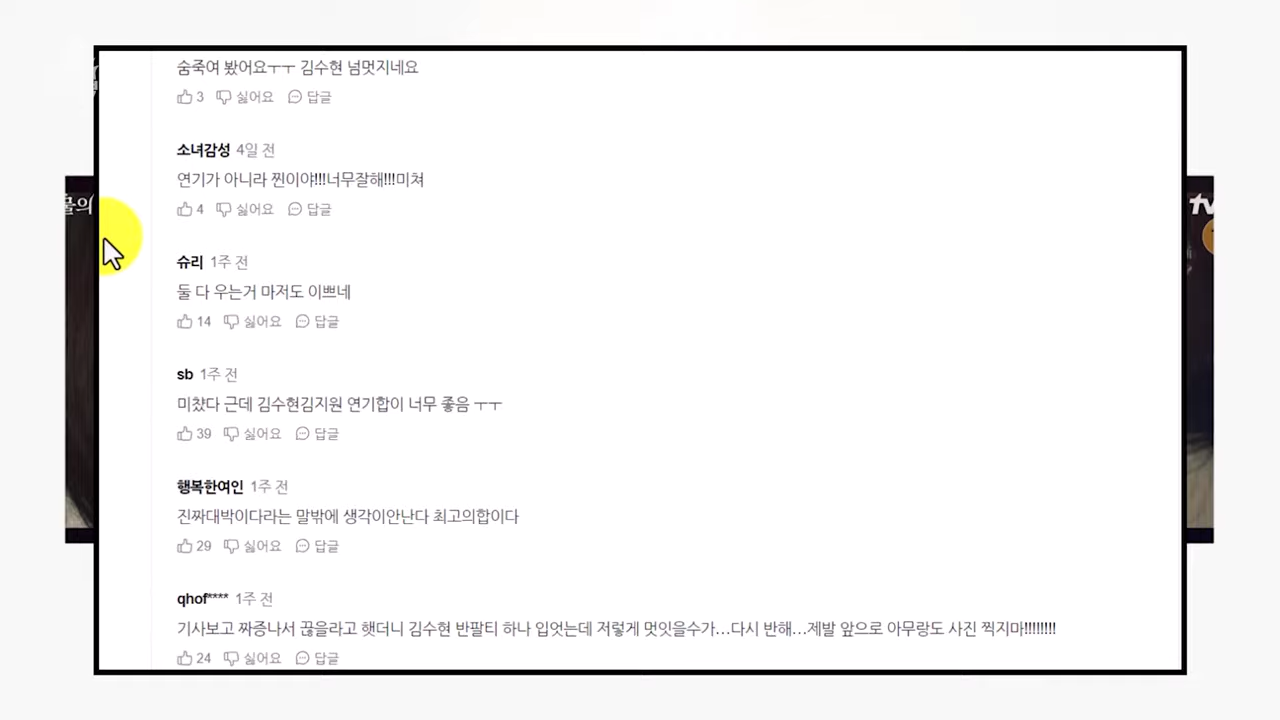 숨죽여 봤어요ㅜㅜ 김수현 넘멋지네요
3 싫어요 답글
소녀감성 4일 전
연기가 아니라 찐이야!!!너무잘해!!!미쳐
4 싫어요 답글
물의
tv
슈리 1주 전
둘 다 우는거 마저도 이쁘네
14 싫어요 답글
sb 1주 전
미챴다 근데 김수현김지원 연기합이 너무 좋음 ㅜㅜ
39 싫어요 답글
행복한여인 1주 전
진짜대박이다라는 말밖에 생각이안난다 최고의합이다
29 싫어요 답글
qhof**** 1주 전
기사보고 짜증나서 끊을라고 햇더니 김수현 반팔티 하나 입엇는데 저렇게 멋잇을수가...다시 반해...제발 앞으로 아무랑도 사진 찍지마!!!!!!!!
24 싫어요 답글